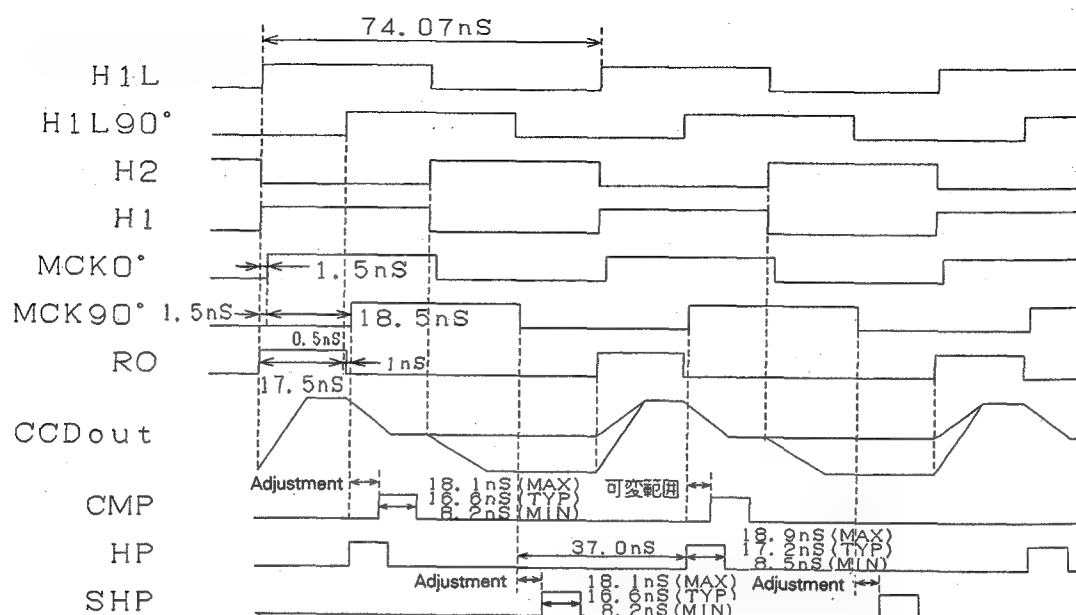 74.07nS
H1L
H1L90°
H2
H1
MCK0° 1.5nS
MCK90° 1.5nS 18.5nS
0.5nS
RO 1nS
17.5nS
CCDout
Adjustment 18.1nS(MAX) 可変範囲
CMP 16.6nS(TYP)
8.2nS(MIN)
18.9nS(MAX)
HP 37.0nS 17.2nS(TYP)
8.5nS(MIN)
Adjustment 18.1nS(MAX) Adjustment
SHP 16.6nS(TYP)
8.2nS(MIN)